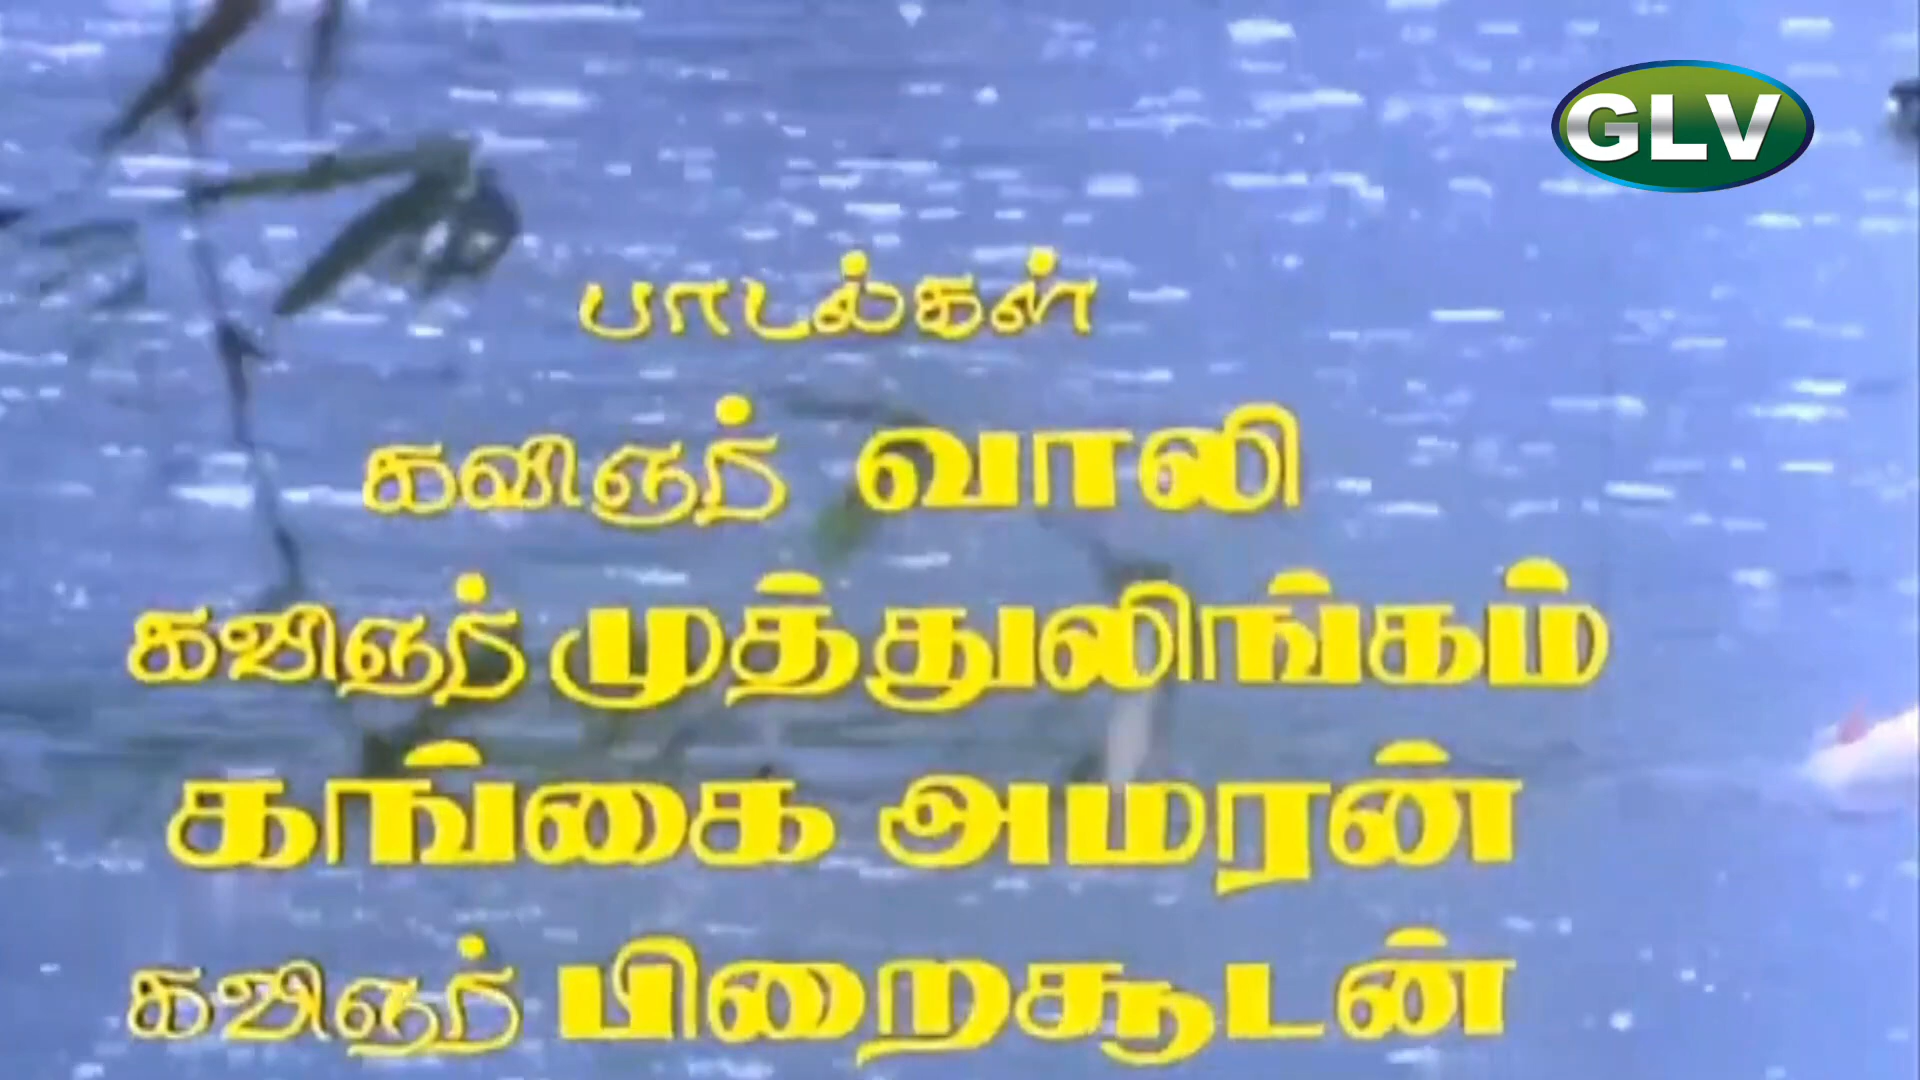 GLV
பாடல்கள்
கவிஞர் வாலி
கவிஞர் முத்துலிங்கம்
கங்கை அமரன்
கவிஞர் பிறைசூடன்